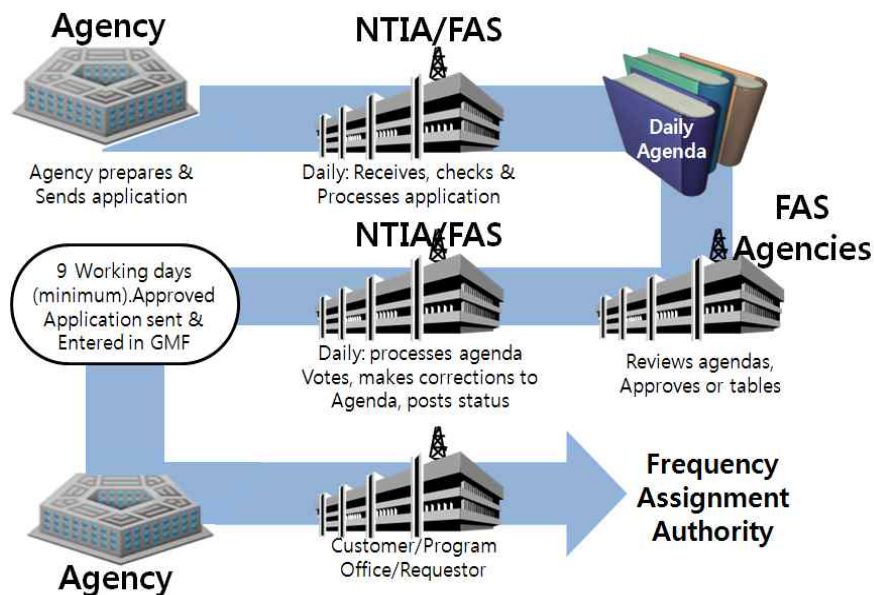 Agency
NTIA/FAS
Agency prepares &
Sends application
Daily: Receives, checks &
Processes application
Daily
Agenda
FAS
Agencies
Reviews agendas,
Approves or tables
NTIA/FAS
Daily: processes agenda
Votes, makes corrections to
Agenda, posts status
9 Working days
(minimum).Approved
Application sent &
Entered in GMF
Agency
Customer/Program
Office/Requestor
Frequency
Assignment
Authority